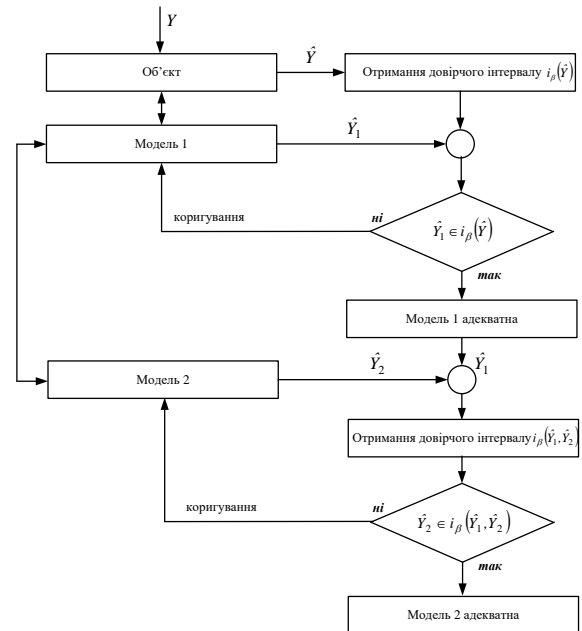 Y
Об’єкт
Ŷ
Отримання довірчого інтервалу i_β(Ŷ)
Модель 1
Ŷ₁
коригування
ні
Ŷ₁ ∈ i_β(Ŷ)
так
Модель 1 адекватна
Модель 2
Ŷ₂
Ŷ₁
Отримання довірчого інтервалу i_β(Ŷ₁, Ŷ₂)
коригування
ні
Ŷ₂ ∈ i_β(Ŷ₁, Ŷ₂)
так
Модель 2 адекватна